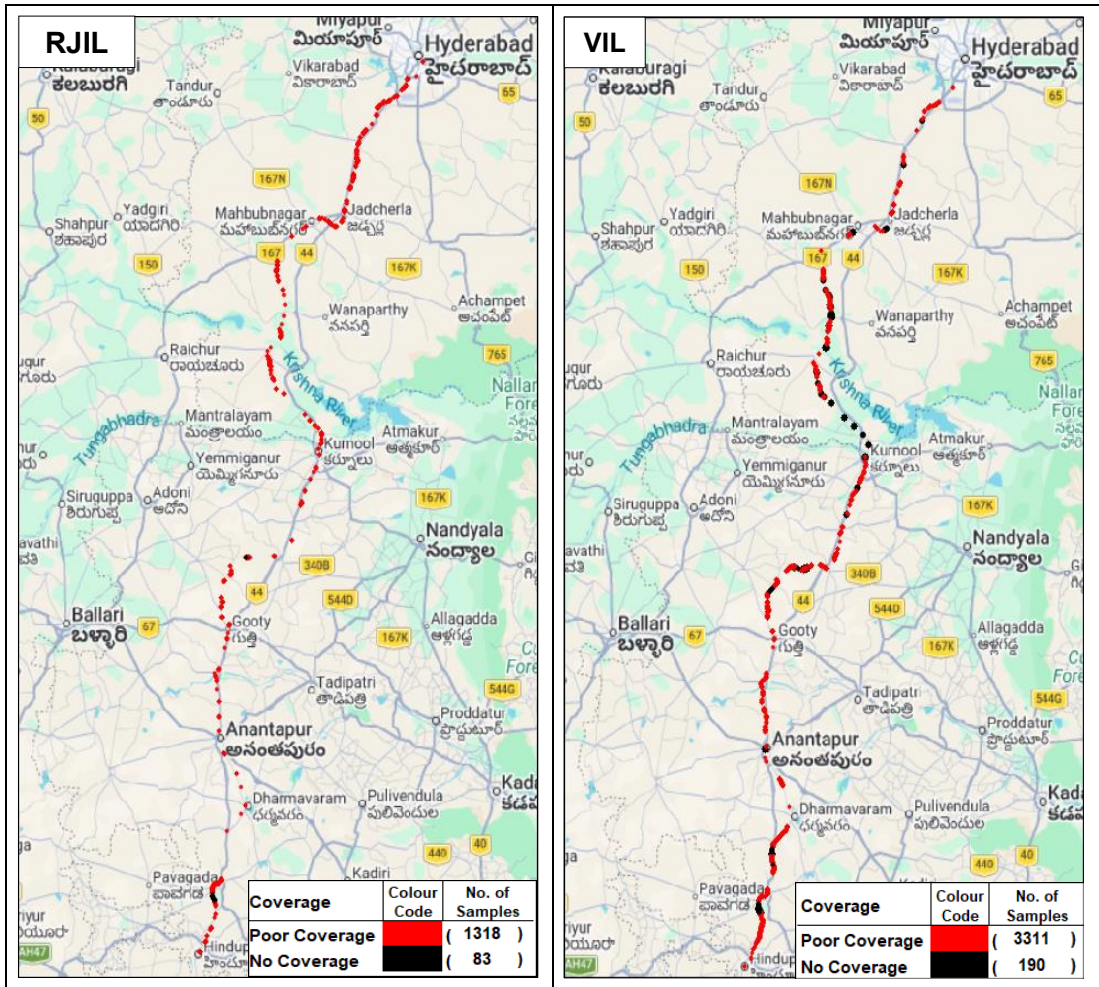 RJIL
Miyapur
మియాపూర్
Hyderabad
హైదరాబాద్
Vikarabad
వికారాబాద్
Kalaburagi
ಕಲಬುರಗಿ
Tandur
తాండూరు
65
50
167N
Mahbubnagar
మహబూబ్‌నగర్
Jadcherla
జడ్చర్ల
Yadgiri
ಯಾದಗಿರಿ
Shahpur
ಶಹಾಪುರ
150
167
44
167K
Wanaparthy
వనపర్తి
Achampet
అచంపేట్
Raichur
ರಾಯಚೂರು
765
Krishna River
Mantralayam
మంత్రాలయం
Tungabhadra
Kurnool
కర్నూలు
Atmakur
ఆత్మకూర్
Yemmiganur
యెమ్మిగనూరు
Siruguppa
ಸಿರುಗುಪ್ಪ
Adoni
ఆదోని
167K
Nandyala
నంద్యాల
340B
44
544D
Ballari
ಬಳ್ಳಾರಿ
67
Gooty
గుత్తి
167K
Allagadda
ఆళ్లగడ్డ
544G
Tadipatri
తాడిపత్రి
Proddatur
ప్రొద్దుటూర్
Anantapur
అనంతపురం
Dharmavaram
ధర్మవరం
Pulivendula
పులివెందుల
40
440
Pavagada
ಪಾವಗಡ
Kadiri
Coverage
Colour Code
No. of Samples
Poor Coverage ( 1318 )
No Coverage ( 83 )
VIL
Miyapur
మియాపూర్
Hyderabad
హైదరాబాద్
Vikarabad
వికారాబాద్
Kalaburagi
ಕಲಬುರಗಿ
Tandur
తాండూరు
65
50
167N
Mahbubnagar
మహబూబ్‌నగర్
Jadcherla
జడ్చర్ల
Yadgiri
ಯಾದಗಿರಿ
Shahpur
ಶಹಾಪುರ
150
167
44
167K
Wanaparthy
వనపర్తి
Achampet
అచంపేట్
Raichur
ರಾಯಚೂರು
765
Krishna River
Mantralayam
మంత్రాలయం
Tungabhadra
Kurnool
కర్నూలు
Atmakur
ఆత్మకూర్
Yemmiganur
యెమ్మిగనూరు
Siruguppa
ಸಿರುಗುಪ್ಪ
Adoni
ఆదోని
167K
Nandyala
నంద్యాల
340B
44
544D
Ballari
ಬಳ್ಳಾರಿ
67
Gooty
గుత్తి
167K
Allagadda
ఆళ్లగడ్డ
544G
Tadipatri
తాడిపత్రి
Proddatur
ప్రొద్దుటూర్
Anantapur
అనంతపురం
Dharmavaram
ధర్మవరం
Pulivendula
పులివెందుల
40
440
Pavagada
ಪಾವಗಡ
Kadiri
Coverage
Colour Code
No. of Samples
Poor Coverage ( 3311 )
No Coverage ( 190 )